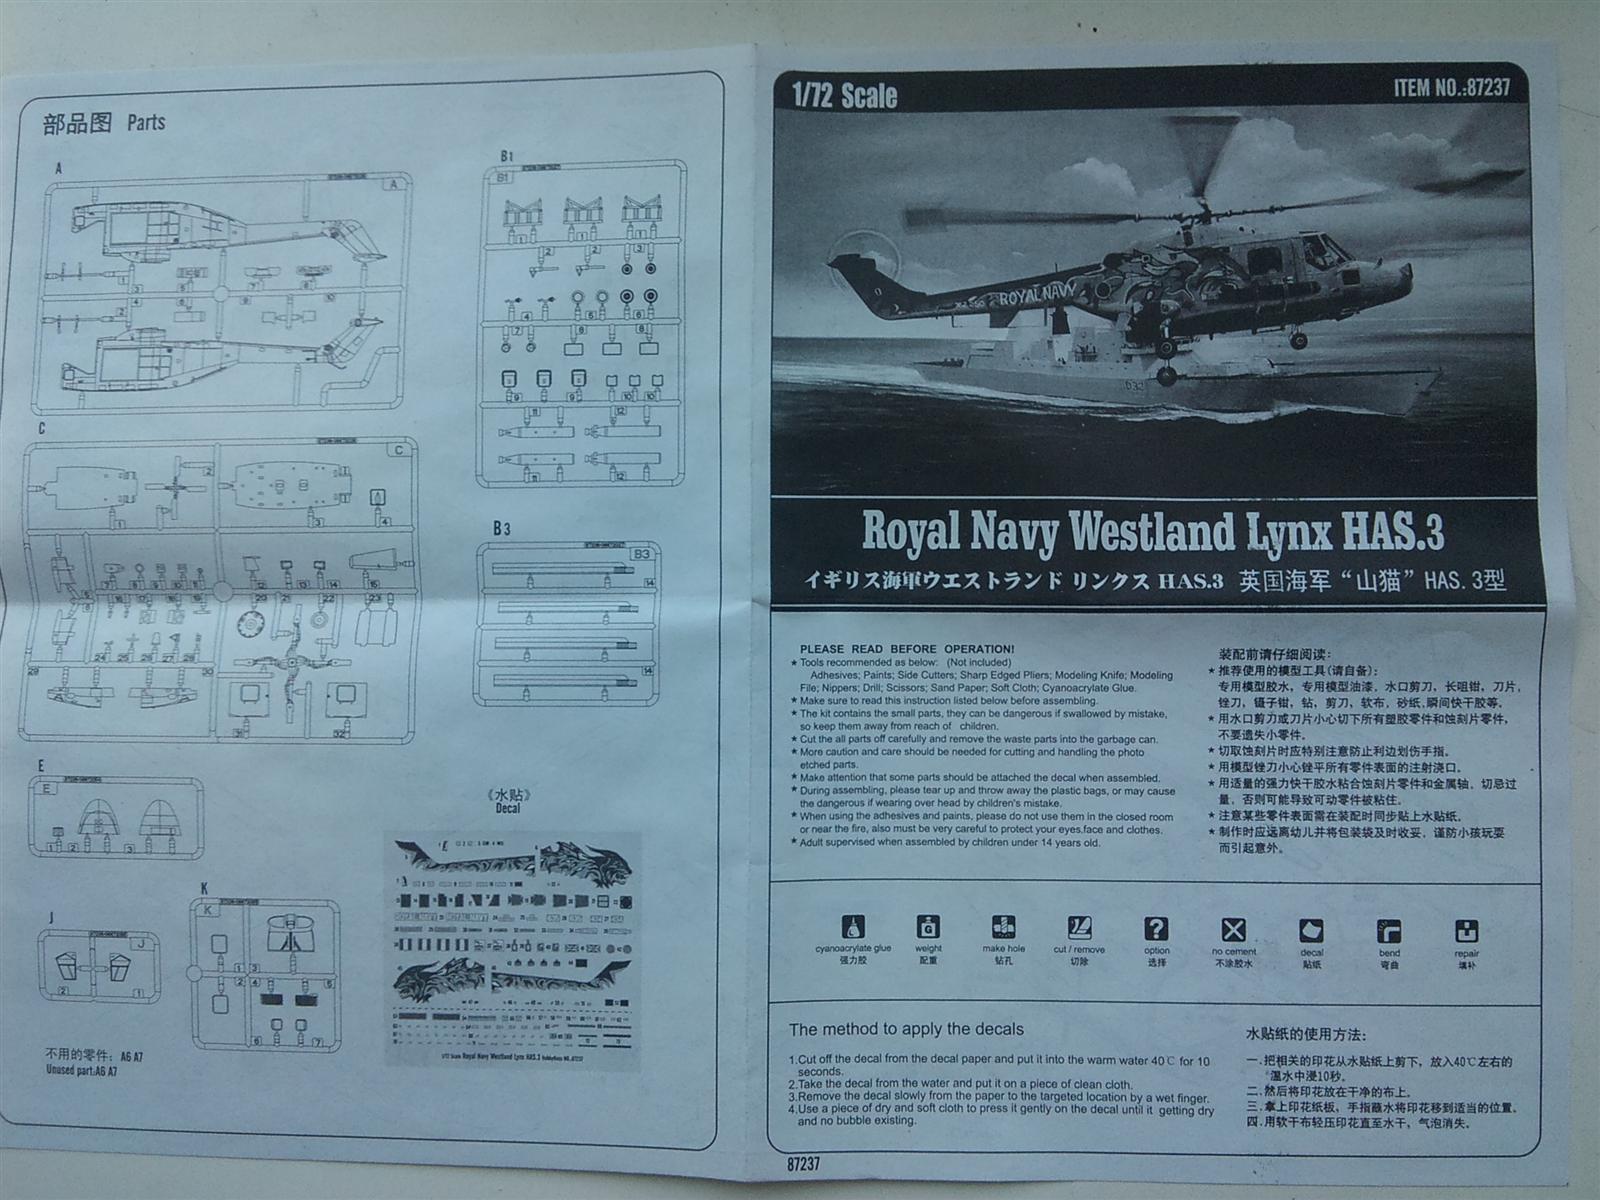 部品图 Parts
A
B1
C
B3
E
《水贴》
Decal
K
J
不用的零件: A6 A7
Unused part:A6 A7
1/72 Scale Royal Navy Westland Lynx HAS.3 HobbyBoss NO.:87237
1/72 Scale
ITEM NO.:87237
ROYAL NAVY
Royal Navy Westland Lynx HAS.3
イギリス海軍ウエストランド リンクス HAS.3 英国海军“山猫”HAS. 3型
PLEASE READ BEFORE OPERATION!
★ Tools recommended as below: (Not included)
Adhesives; Paints; Side Cutters; Sharp Edged Pliers; Modeling Knife; Modeling
File; Nippers; Drill; Scissors; Sand Paper; Soft Cloth; Cyanoacrylate Glue.
★ Make sure to read this instruction listed below before assembling.
★ The kit contains the small parts, they can be dangerous if swallowed by mistake,
so keep them away from reach of children.
★ Cut the all parts off carefully and remove the waste parts into the garbage can.
★ More caution and care should be needed for cutting and handling the photo
etched parts.
★ Make attention that some parts should be attached the decal when assembled.
★ During assembling, please tear up and throw away the plastic bags, or may cause
the dangerous if wearing over head by children's mistake.
★ When using the adhesives and paints, please do not use them in the closed room
or near the fire, also must be very careful to protect your eyes,face and clothes.
★ Adult supervised when assembled by children under 14 years old.
装配前请仔细阅读:
★ 推荐使用的模型工具(请自备):
专用模型胶水, 专用模型油漆, 水口剪刀, 长咀钳, 刀片,
锉刀, 镊子钳, 钻, 剪刀, 软布, 砂纸,瞬间快干胶等。
★ 用水口剪刀或刀片小心切下所有塑胶零件和蚀刻片零件,
不要遗失小零件。
★ 切取蚀刻片时应特别注意防止利边划伤手指。
★ 用模型锉刀小心锉平所有零件表面的注射浇口。
★ 用适量的强力快干胶水粘合蚀刻片零件和金属轴, 切忌过
量, 否则可能导致可动零件被粘住。
★ 注意某些零件表面需在装配时同步贴上水贴纸。
★ 制作时应远离幼儿并将包装袋及时收妥, 谨防小孩玩耍
而引起意外。
cyanoacrylate glue
强力胶
weight
配重
make hole
钻孔
cut / remove
切除
option
选择
no cement
不涂胶水
decal
贴纸
bend
弯曲
repair
填补
The method to apply the decals
1.Cut off the decal from the decal paper and put it into the warm water 40℃ for 10
seconds.
2.Take the decal from the water and put it on a piece of clean cloth.
3.Remove the decal slowly from the paper to the targeted location by a wet finger.
4.Use a piece of dry and soft cloth to press it gently on the decal until it getting dry
and no bubble existing.
水贴纸的使用方法:
一.把相关的印花从水贴纸上剪下, 放入40℃左右的
温水中浸10秒。
二.然后将印花放在干净的布上。
三.拿上印花纸板, 手指蘸水将印花移到适当的位置。
四.用软干布轻压印花直至水干, 气泡消失。
87237